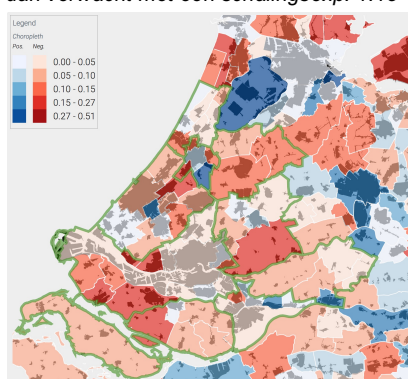 dan verwacht met een schalingsexp. 1.15
Legend
Choropleth
Pos. Neg.
0.00 - 0.05
0.05 - 0.10
0.10 - 0.15
0.15 - 0.27
0.27 - 0.51